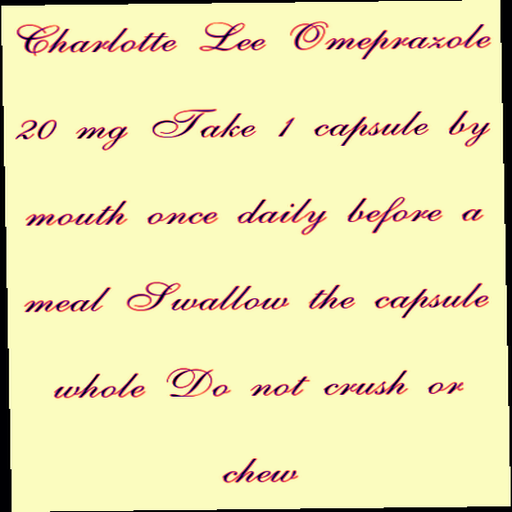 Charlotte Lee Omeprazole
20 mg Take 1 capsule by
mouth once daily before a
meal Swallow the capsule
whole Do not crush or
chew